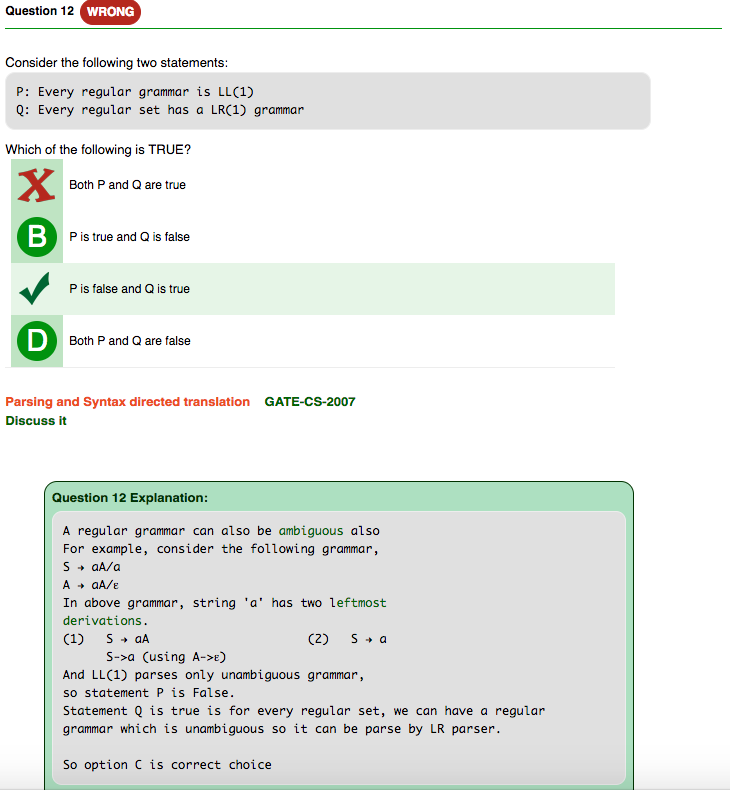 Question 12 WRONG
Consider the following two statements:
P: Every regular grammar is LL(1)
Q: Every regular set has a LR(1) grammar
Which of the following is TRUE?
X Both P and Q are true
B P is true and Q is false
P is false and Q is true
D Both P and Q are false
Parsing and Syntax directed translation GATE-CS-2007
Discuss it
Question 12 Explanation:
A regular grammar can also be ambiguous also
For example, consider the following grammar,
S → aA/a
A → aA/ε
In above grammar, string 'a' has two leftmost
derivations.
(1) S → aA (2) S → a
S->a (using A->ε)
And LL(1) parses only unambiguous grammar,
so statement P is False.
Statement Q is true is for every regular set, we can have a regular
grammar which is unambiguous so it can be parse by LR parser.
So option C is correct choice